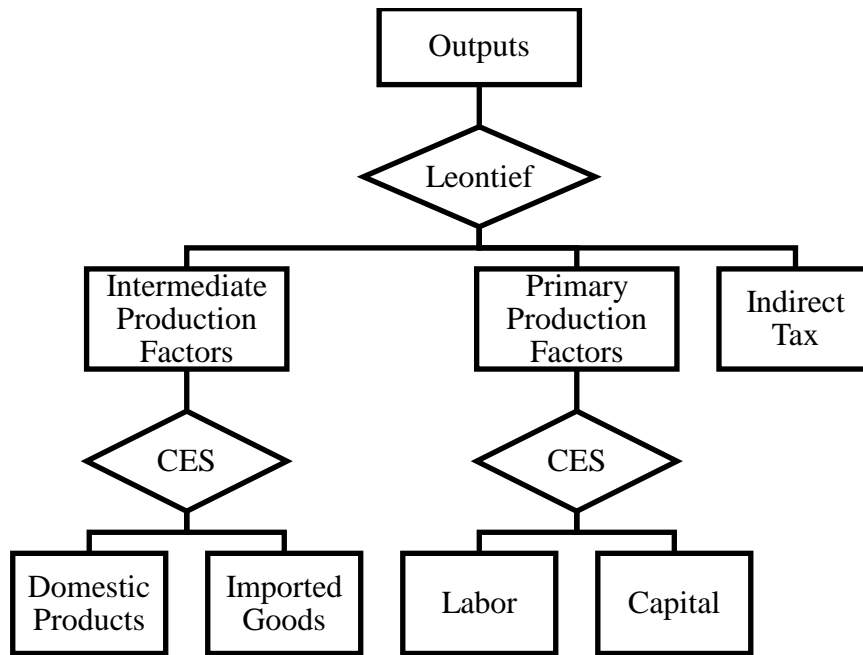 Outputs
Leontief
Intermediate
Production
Factors
Primary
Production
Factors
Indirect
Tax
CES
CES
Domestic
Products
Imported
Goods
Labor
Capital